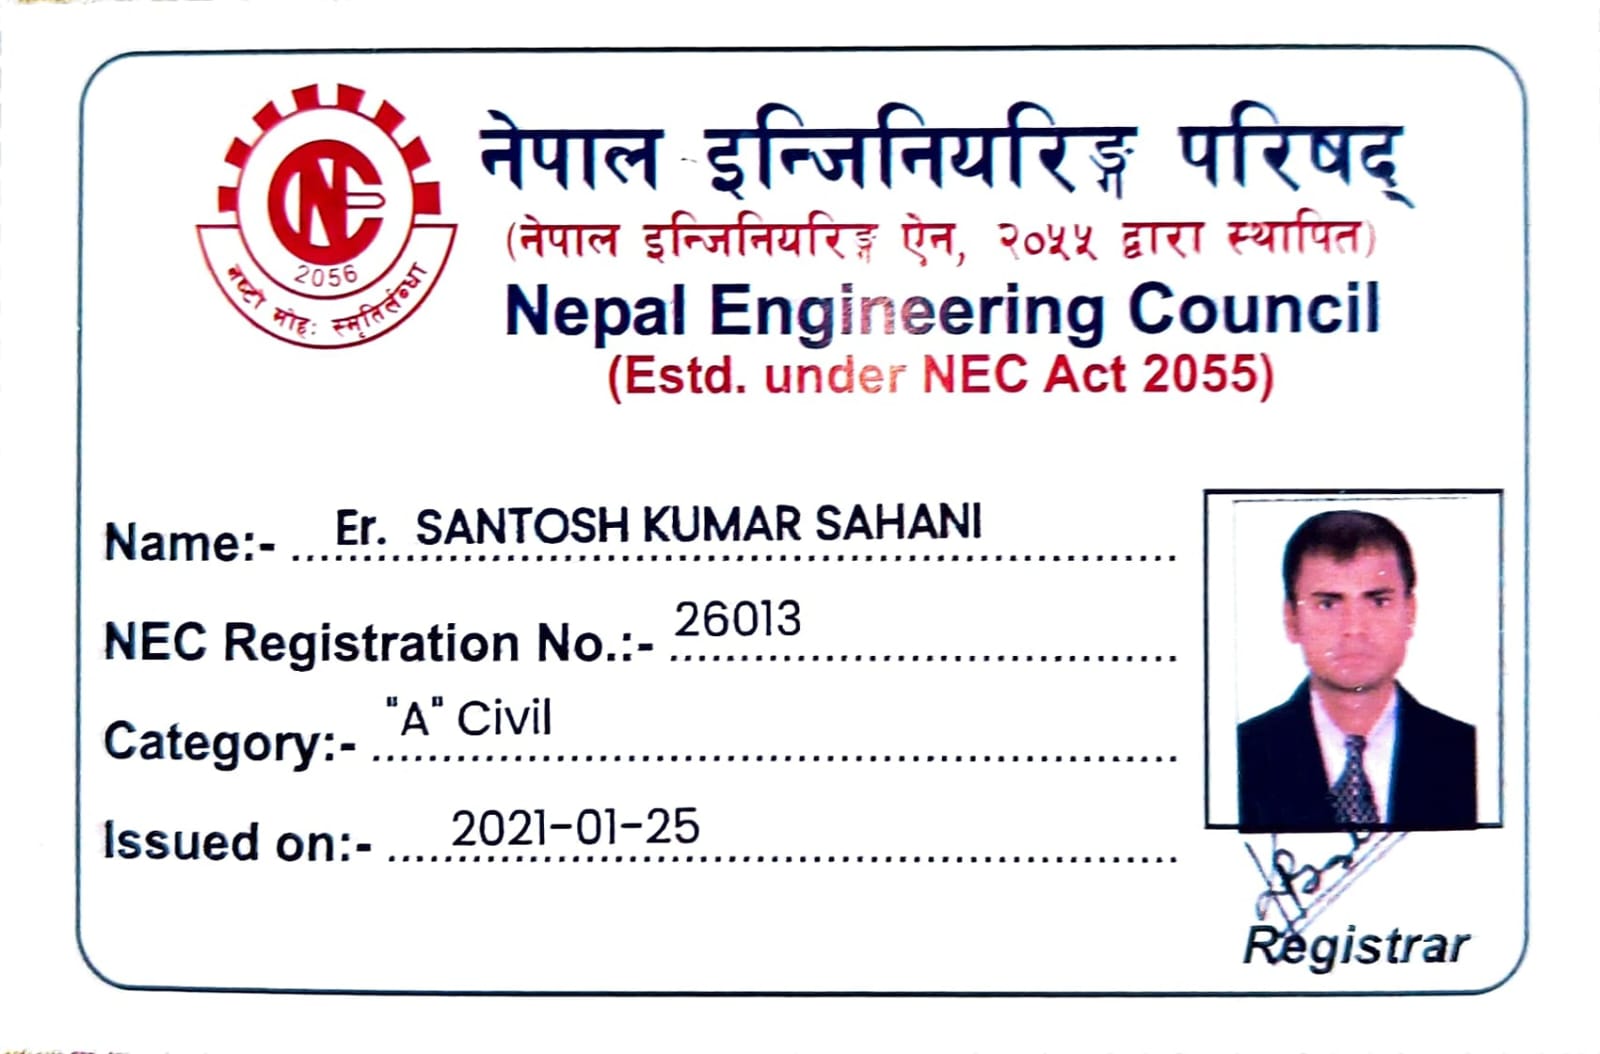 2056
नष्टो मोहः स्मृतिर्लब्धा
नेपाल इन्जिनियरिङ्ग परिषद्
(नेपाल इन्जिनियरिङ्ग ऐन, २०५५ द्वारा स्थापित)
Nepal Engineering Council
(Estd. under NEC Act 2055)
Name:- Er. SANTOSH KUMAR SAHANI
NEC Registration No.:- 26013
Category:- "A" Civil
Issued on:- 2021-01-25
Registrar